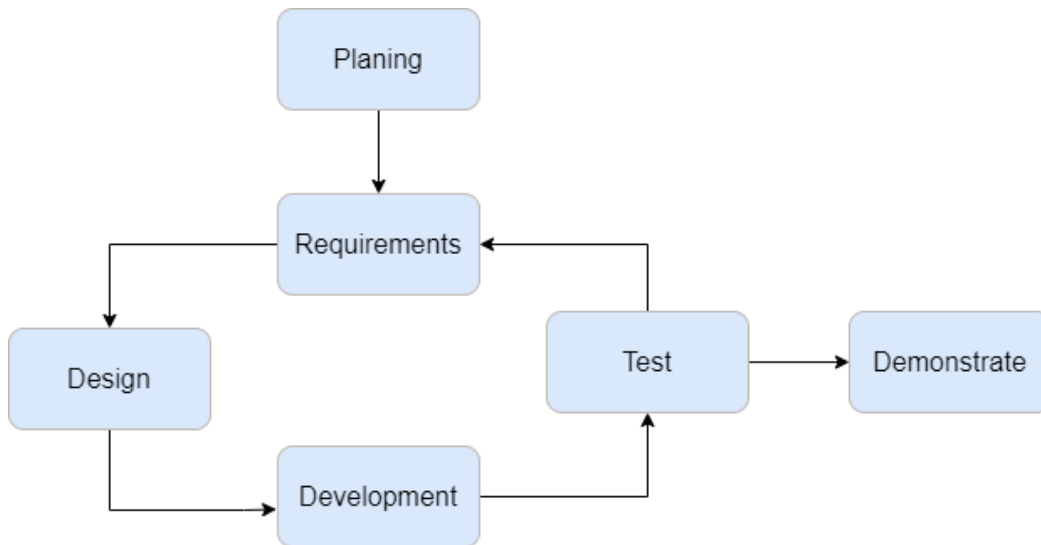 Planing
Requirements
Design
Test
Demonstrate
Development